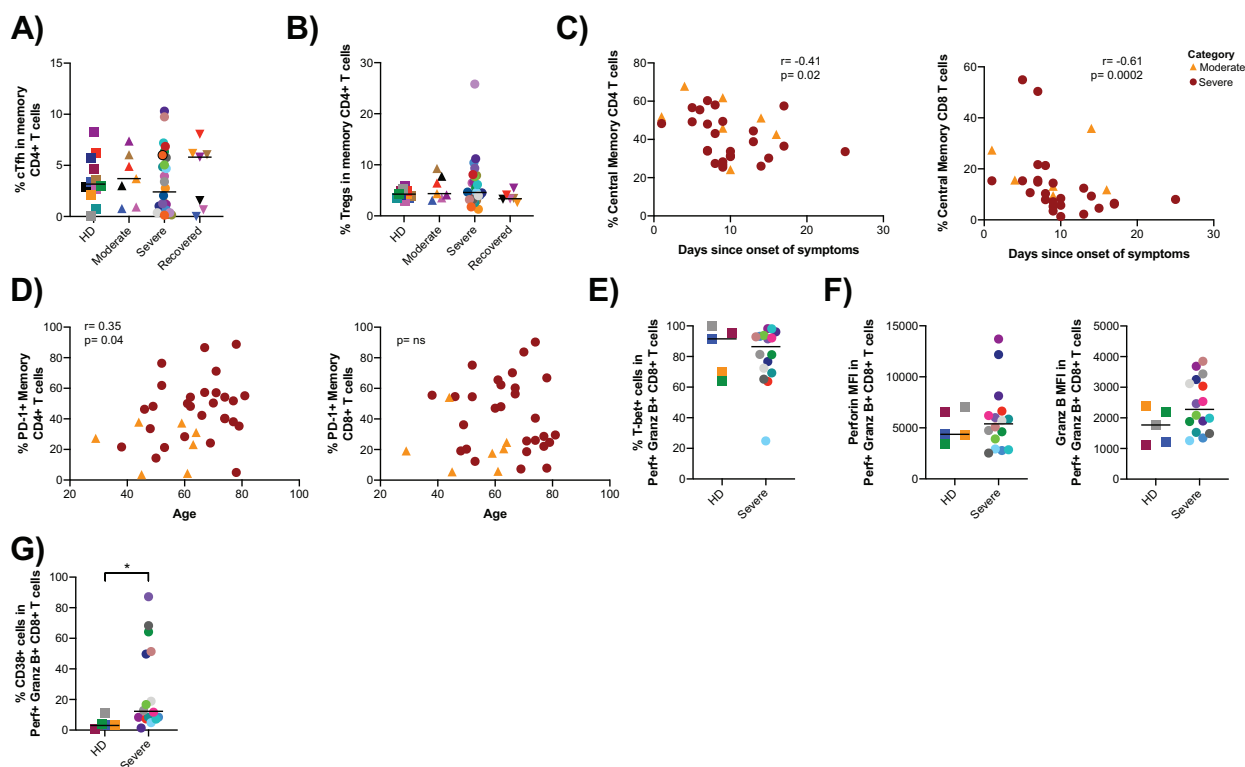 A)
% cTfh in memory
CD4+ T cells
15
10
5
0
HD
Moderate
Severe
Recovered
B)
% Tregs in memory CD4+ T cells
30
20
10
0
HD
Moderate
Severe
Recovered
C)
% Central Memory CD4 T cells
80
60
40
20
0
0
10
20
30
Days since onset of symptoms
r= -0.41
p= 0.02
% Central Memory CD8 T cells
60
40
20
0
0
10
20
30
Days since onset of symptoms
r= -0.61
p= 0.0002
Category
Moderate
Severe
D)
% PD-1+ Memory
CD4+ T cells
100
80
60
40
20
0
20
40
60
80
100
Age
r= 0.35
p= 0.04
% PD-1+ Memory
CD8+ T cells
100
80
60
40
20
0
20
40
60
80
100
Age
p= ns
E)
% T-bet+ cells in
Perf+ Granz B+ CD8+ T cells
100
80
60
40
20
0
HD
Severe
F)
Perforin MFI in
Perf+ Granz B+ CD8+ T cells
15000
10000
5000
0
HD
Severe
Granz B MFI in
Perf+ Granz B+ CD8+ T cells
5000
4000
3000
2000
1000
0
HD
Severe
G)
% CD38+ cells in
Perf+ Granz B+ CD8+ T cells
100
80
60
40
20
0
*
HD
Severe